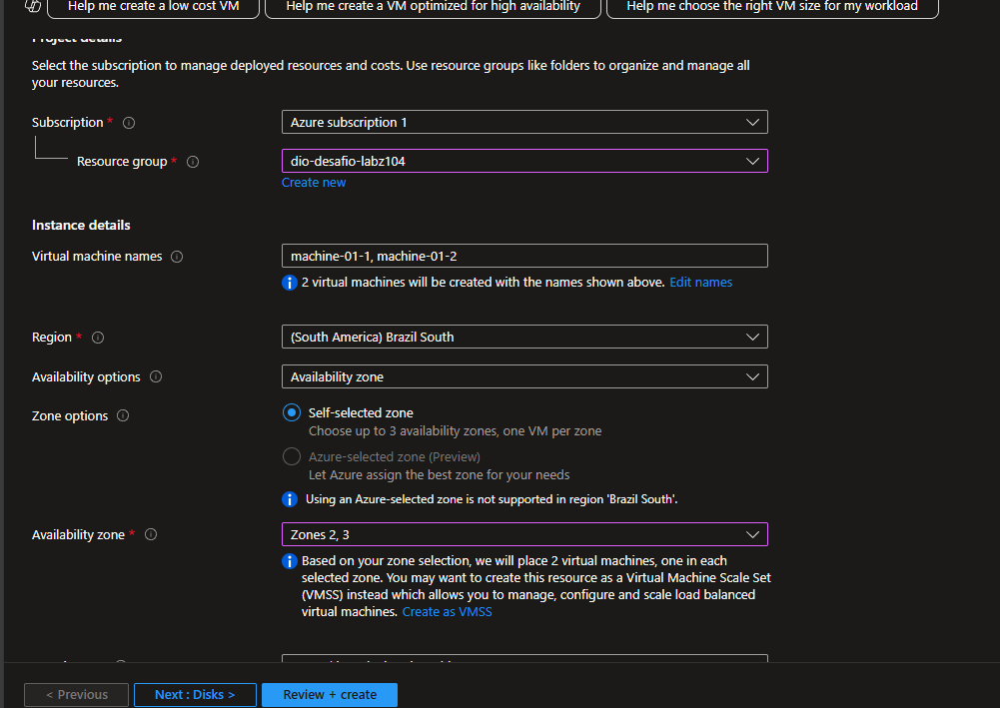 Help me create a low cost VM
Help me create a VM optimized for high availability
Help me choose the right VM size for my workload
Project details
Select the subscription to manage deployed resources and costs. Use resource groups like folders to organize and manage all
your resources.
Subscription *
Azure subscription 1
Resource group *
dio-desafio-labz104
Create new
Instance details
Virtual machine names
machine-01-1, machine-01-2
2 virtual machines will be created with the names shown above. Edit names
Region *
(South America) Brazil South
Availability options
Availability zone
Zone options
Self-selected zone
Choose up to 3 availability zones, one VM per zone
Azure-selected zone (Preview)
Let Azure assign the best zone for your needs
Using an Azure-selected zone is not supported in region 'Brazil South'.
Availability zone *
Zones 2, 3
Based on your zone selection, we will place 2 virtual machines, one in each
selected zone. You may want to create this resource as a Virtual Machine Scale Set
(VMSS) instead which allows you to manage, configure and scale load balanced
virtual machines. Create as VMSS
< Previous
Next : Disks >
Review + create